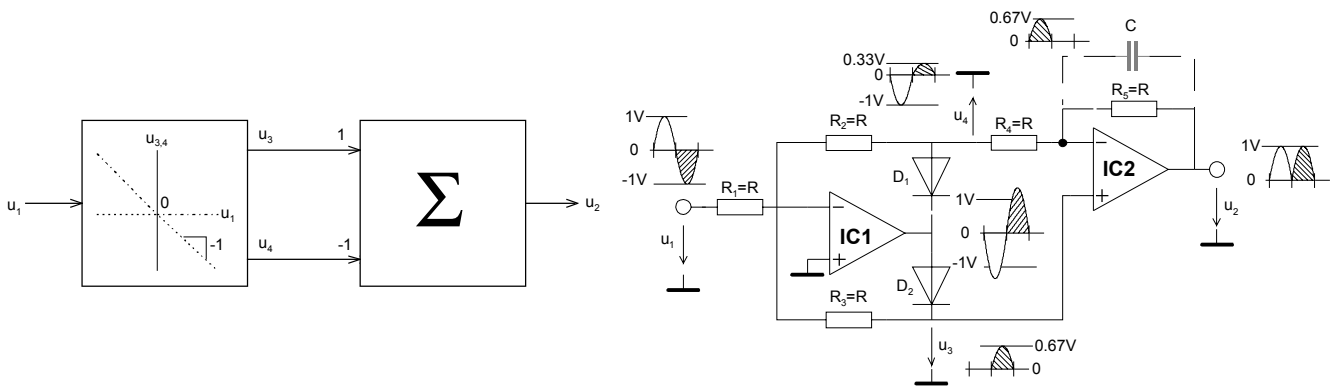 u3,4
0
u1
-1
u1
u3
u4
1
-1
Σ
u2
0.67V
0
C
0.33V
0
-1V
u4
R5=R
1V
0
-1V
R2=R
R4=R
−
IC2
+
1V
0
u2
R1=R
u1
D1
−
IC1
+
1V
0
-1V
D2
R3=R
u3
0.67V
0